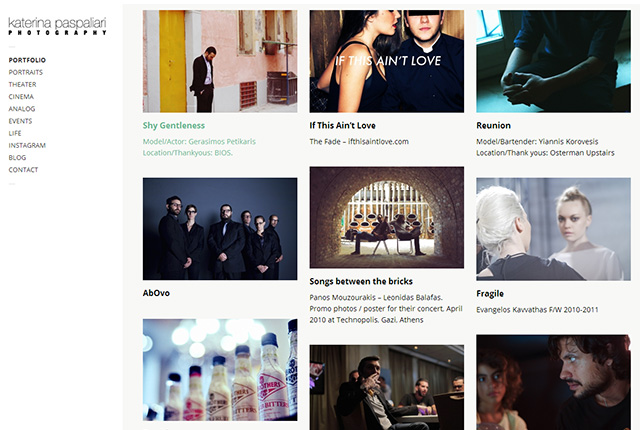 katerina paspaliari
PHOTOGRAPHY
PORTFOLIO
PORTRAITS
THEATER
CINEMA
ANALOG
EVENTS
LIFE
INSTAGRAM
BLOG
CONTACT
Shy Gentleness
Model/Actor: Gerasimos Petikaris
Location/Thankyous: BIOS.
IF THIS AIN'T LOVE
If This Ain't Love
The Fade – ifthisaintlove.com
Reunion
Model/Bartender: Yiannis Korovesis
Location/Thank yous: Osterman Upstairs
AbOvo
Songs between the bricks
Panos Mouzourakis – Leonidas Balafas.
Promo photos / poster for their concert. April
2010 at Technopolis. Gazi. Athens
Fragile
Evangelos Kavvathas F/W 2010-2011
BROTHERS
BITTERS